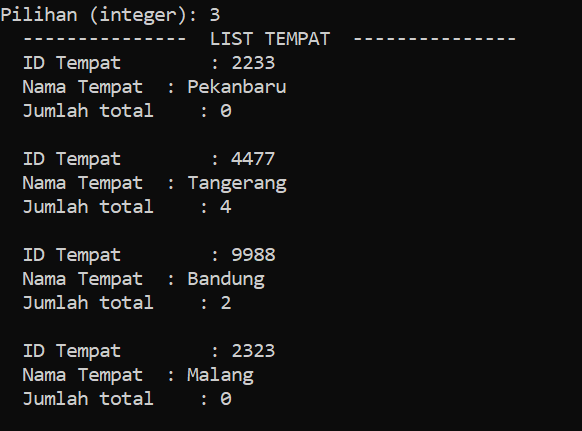 Pilihan (integer): 3
  ---------------  LIST TEMPAT  ---------------
  ID Tempat        : 2233
  Nama Tempat  : Pekanbaru
  Jumlah total    : 0

  ID Tempat        : 4477
  Nama Tempat  : Tangerang
  Jumlah total    : 4

  ID Tempat        : 9988
  Nama Tempat  : Bandung
  Jumlah total    : 2

  ID Tempat        : 2323
  Nama Tempat  : Malang
  Jumlah total    : 0